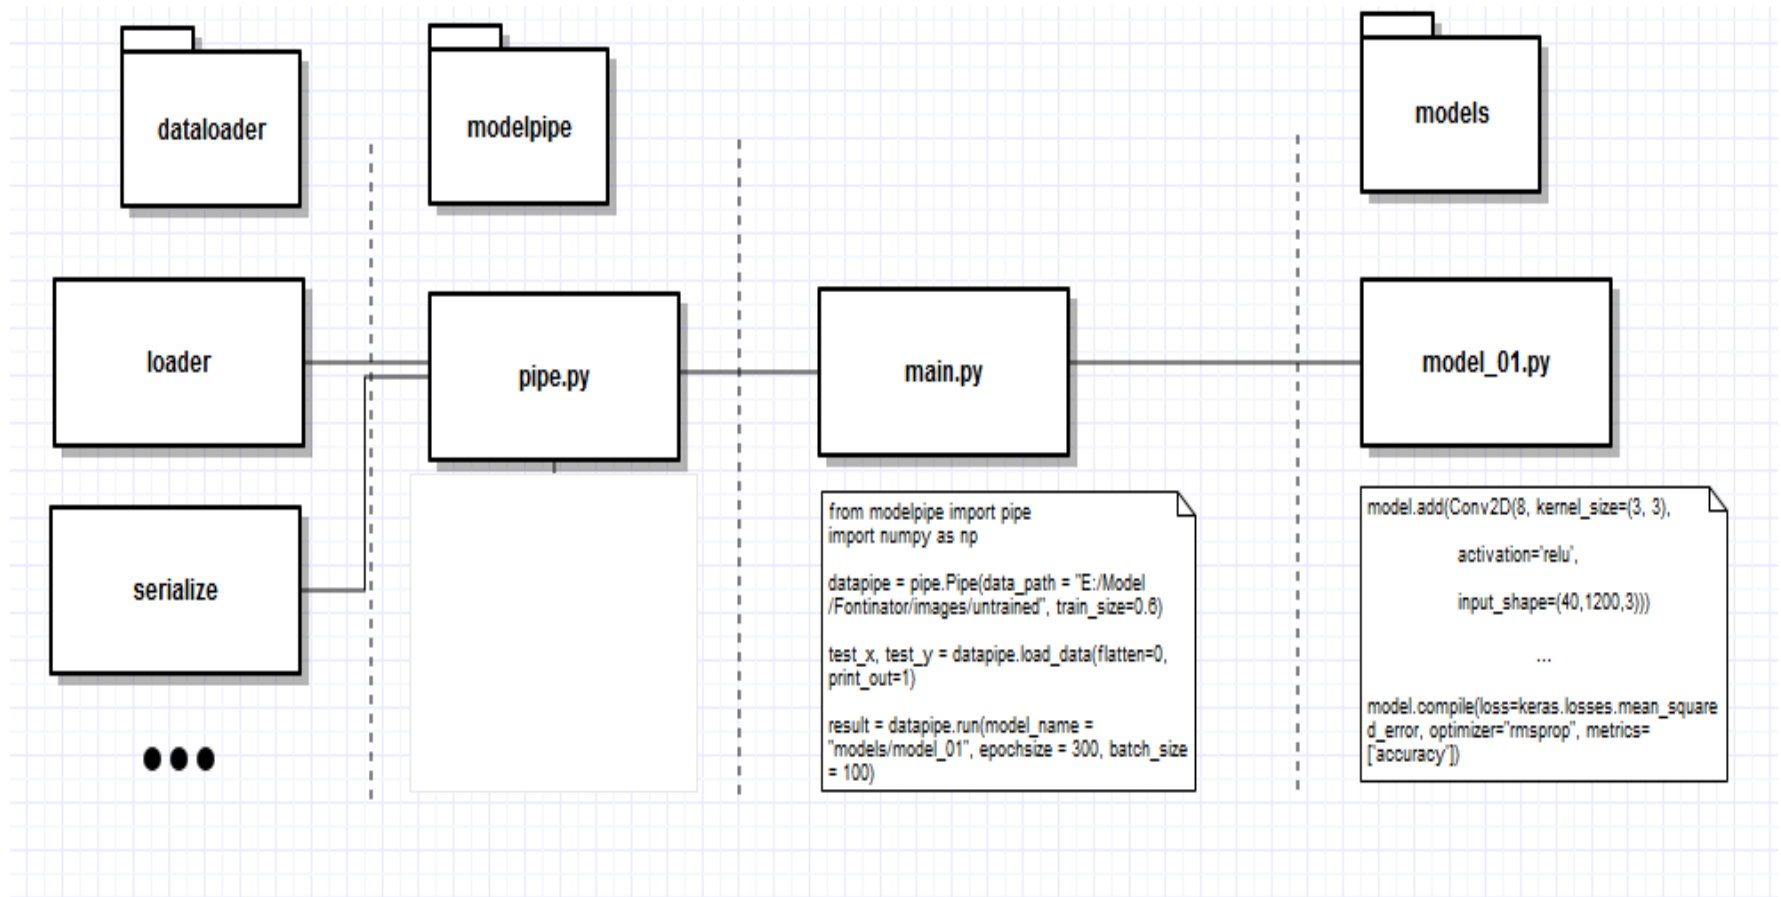 dataloader
modelpipe
models
loader
pipe.py
main.py
model_01.py
serialize
from modelpipe import pipe
import numpy as np
datapipe = pipe.Pipe(data_path = "E:/Model
/Fontinator/images/untrained", train_size=0.6)
test_x, test_y = datapipe.load_data(flatten=0,
print_out=1)
result = datapipe.run(model_name =
"models/model_01", epochsize = 300, batch_size
= 100)
model.add(Conv2D(8, kernel_size=(3, 3),
activation='relu',
input_shape=(40,1200,3)))
...
model.compile(loss=keras.losses.mean_square
d_error, optimizer="rmsprop", metrics=
["accuracy"])